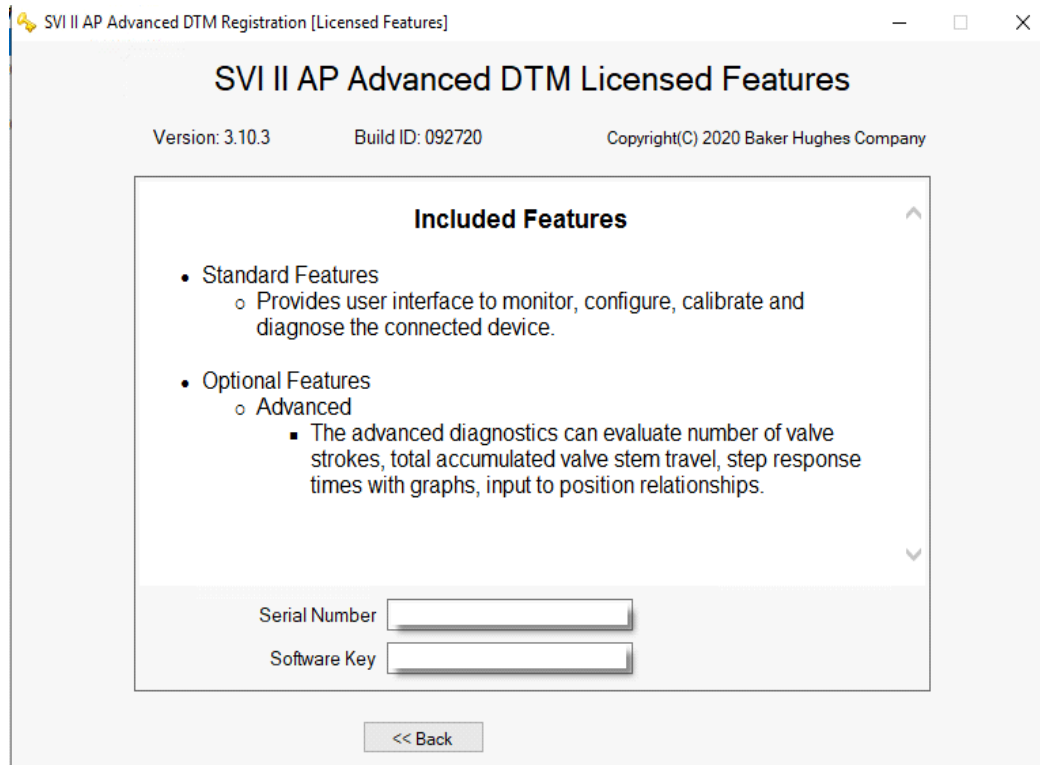 SVI II AP Advanced DTM Registration [Licensed Features]
SVI II AP Advanced DTM Licensed Features
Version: 3.10.3 Build ID: 092720 Copyright(C) 2020 Baker Hughes Company
Included Features
• Standard Features
o Provides user interface to monitor, configure, calibrate and
diagnose the connected device.
• Optional Features
o Advanced
▪ The advanced diagnostics can evaluate number of valve
strokes, total accumulated valve stem travel, step response
times with graphs, input to position relationships.
Serial Number
Software Key
<< Back